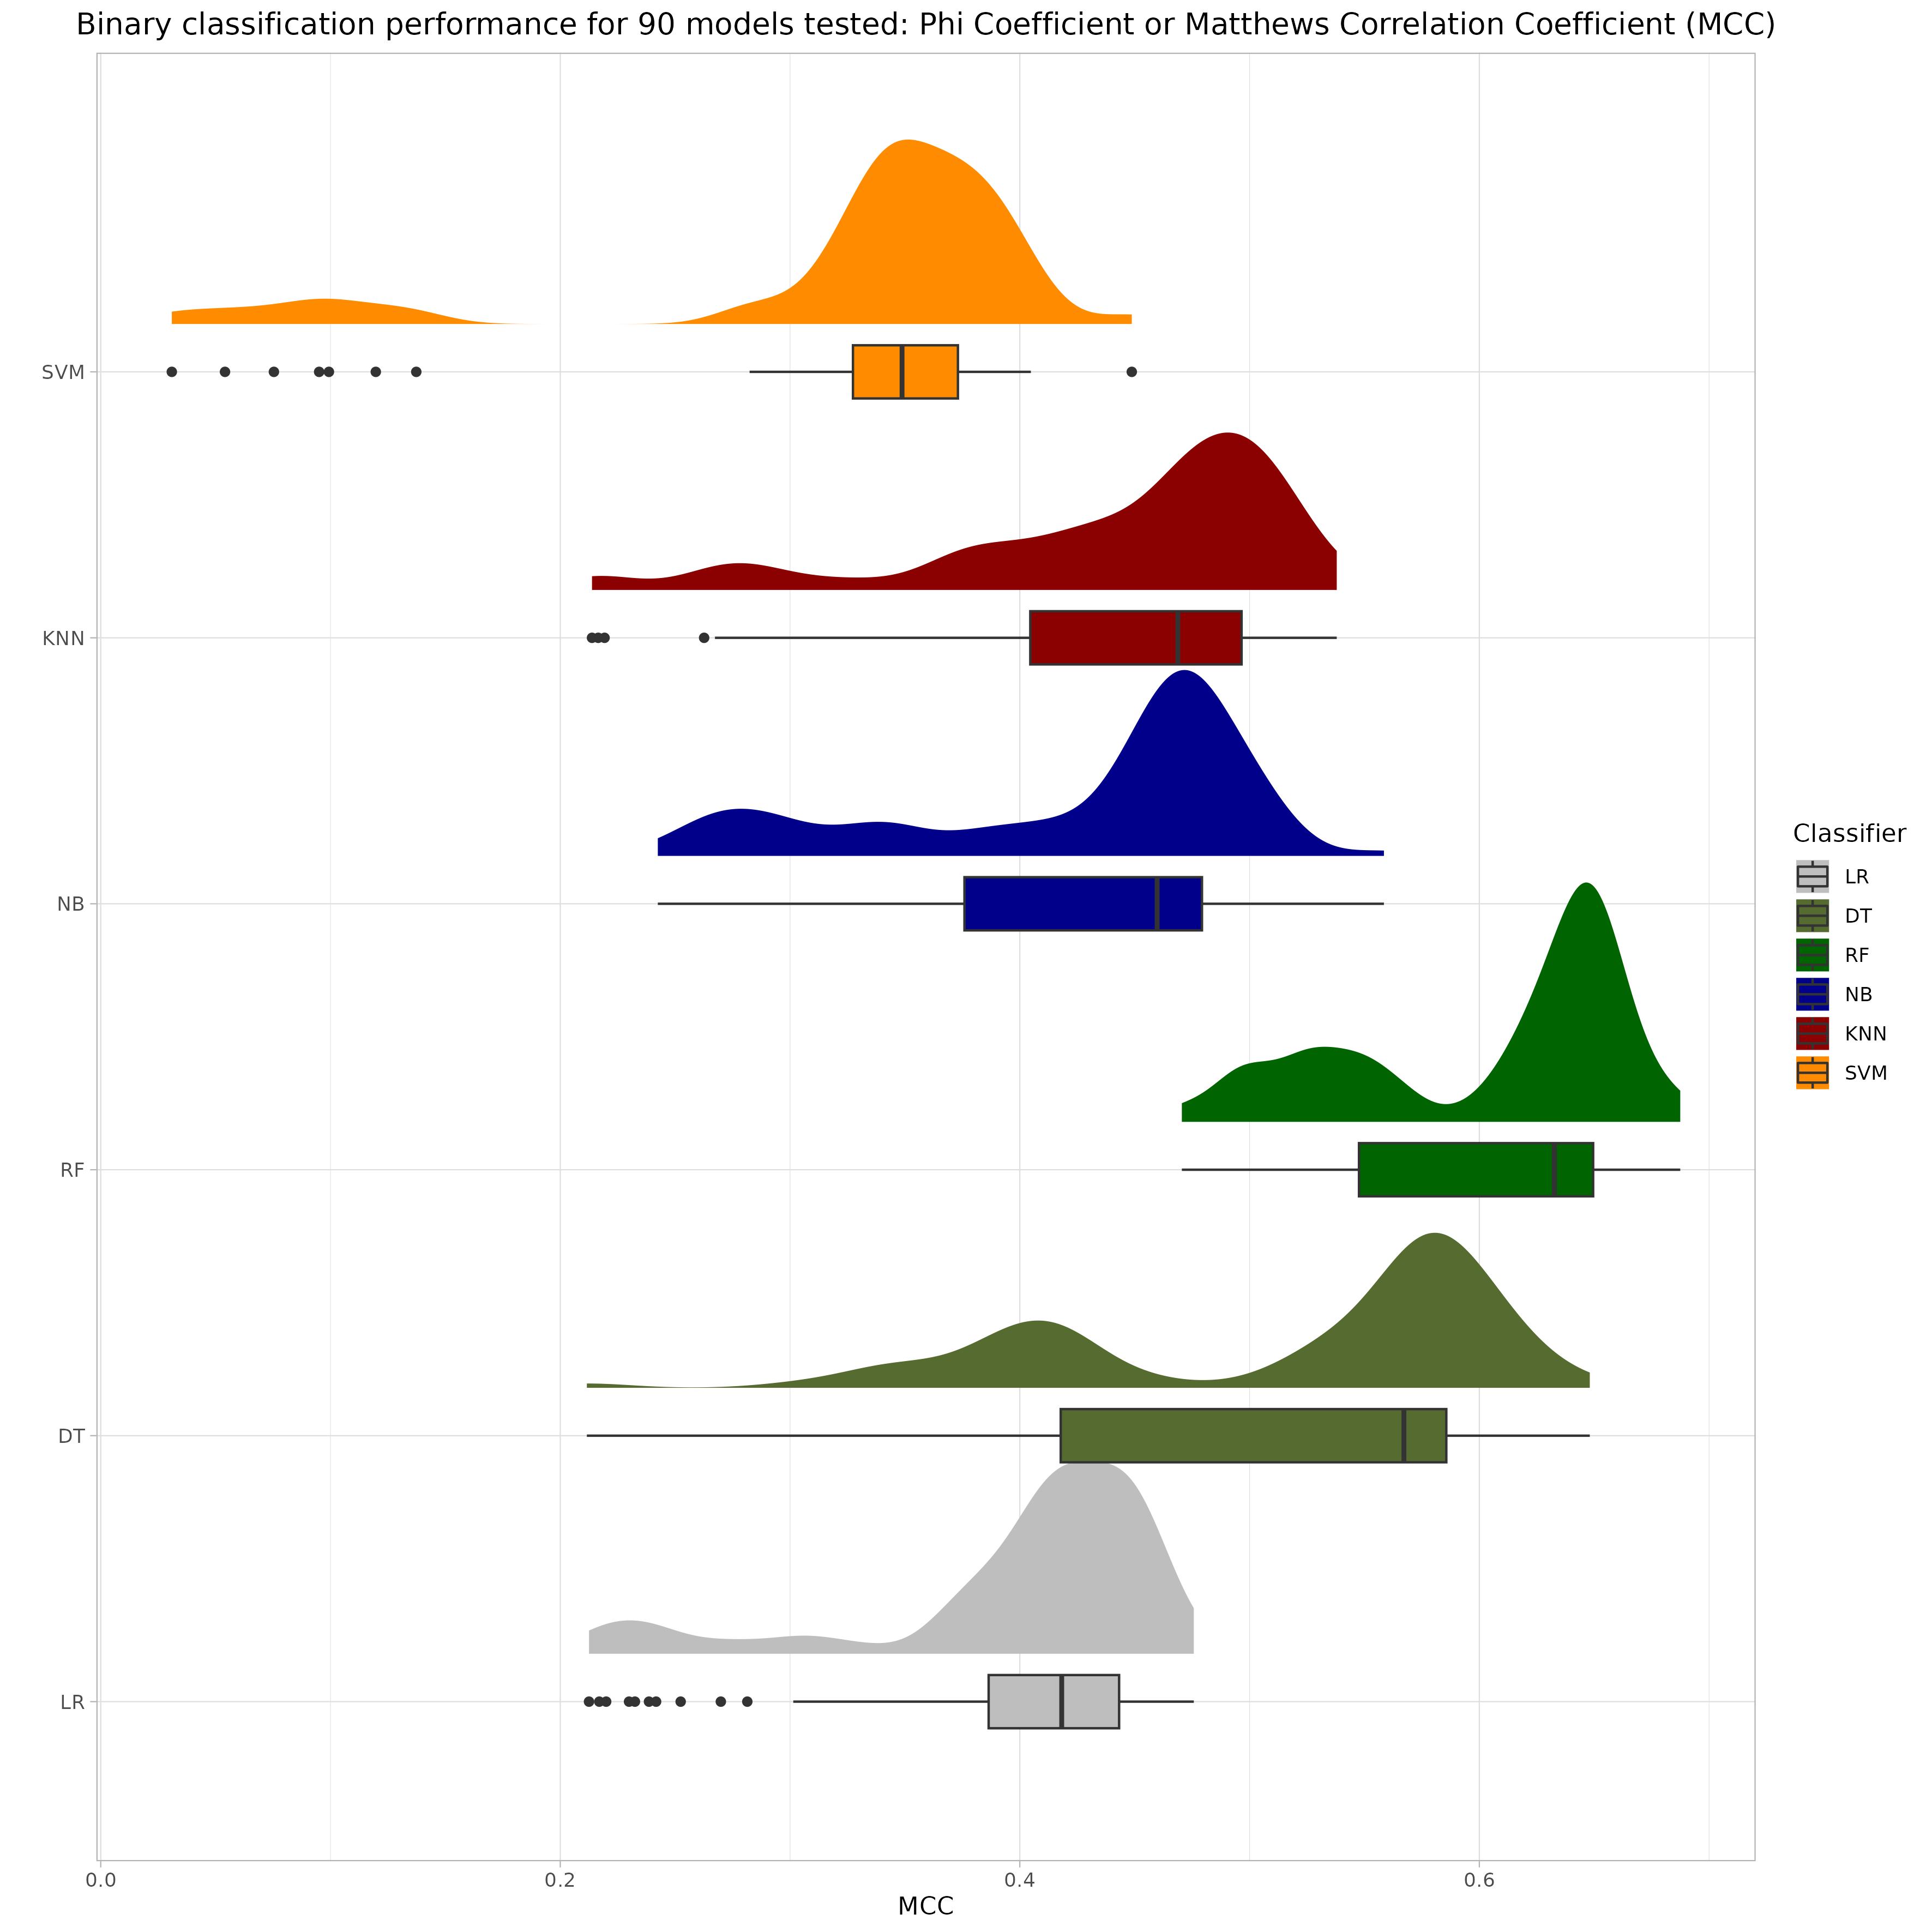 Binary classification performance for 90 models tested: Phi Coefficient or Matthews Correlation Coefficient (MCC)
SVM
KNN
NB
RF
DT
LR
0.0 0.2 0.4 0.6
MCC
Classifier
LR
DT
RF
NB
KNN
SVM